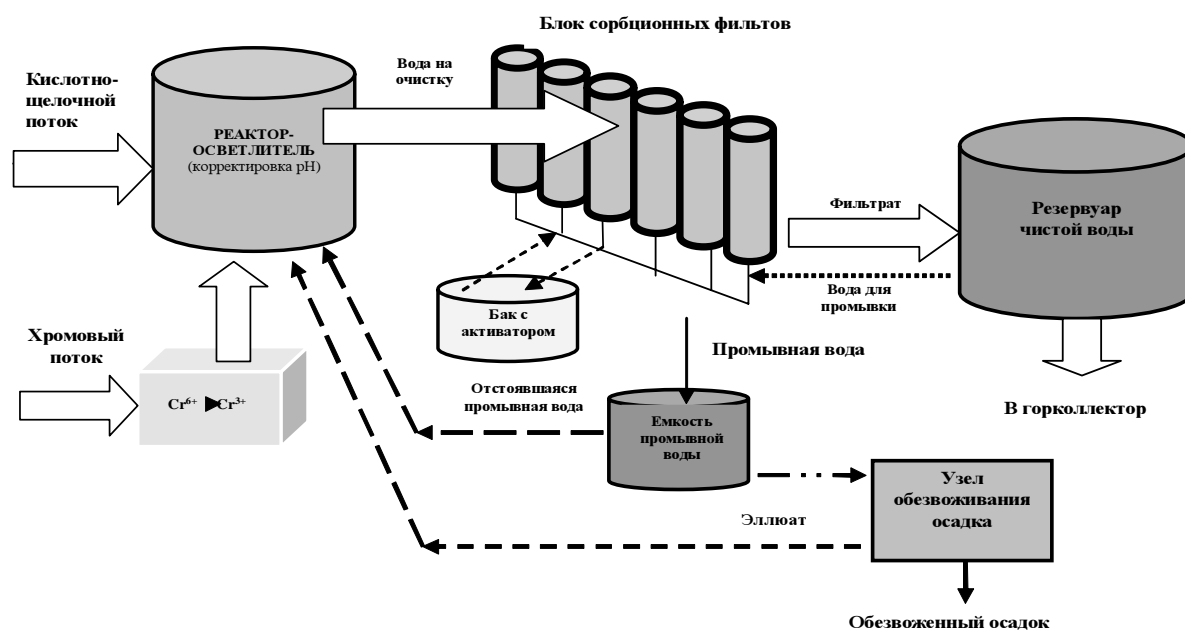 Блок сорбционных фильтов
Кислотно-
щелочной
поток
Вода на
очистку
РЕАКТОР-
ОСВЕТЛИТЕЛЬ
(корректировка pH)
Фильтрат
Резервуар
чистой воды
Вода для
промывки
Бак с
активатором
Хромовый
поток
Cr⁶⁺ Cr³⁺
Промывная вода
Отстоявшаяся
промывная вода
Емкость
промывной
воды
В горколлектор
Узел
обезвоживания
осадка
Эллюат
Обезвоженный осадок